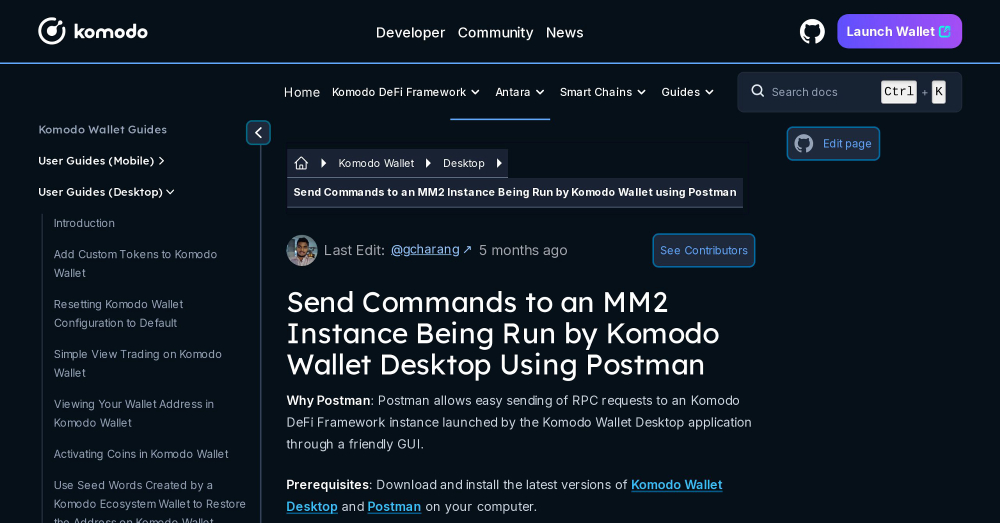 komodo
Developer Community News
Launch Wallet
Home Komodo DeFi Framework Antara Smart Chains Guides
Search docs Ctrl + K
Komodo Wallet Guides
User Guides (Mobile)
User Guides (Desktop)
Introduction
Add Custom Tokens to Komodo
Wallet
Resetting Komodo Wallet
Configuration to Default
Simple View Trading on Komodo
Wallet
Viewing Your Wallet Address in
Komodo Wallet
Activating Coins in Komodo Wallet
Use Seed Words Created by a
Komodo Ecosystem Wallet to Restore
the Address on Komodo Wallet
Edit page
Komodo Wallet Desktop
Send Commands to an MM2 Instance Being Run by Komodo Wallet using Postman
Last Edit: @gcharang ↗ 5 months ago
See Contributors
Send Commands to an MM2
Instance Being Run by Komodo
Wallet Desktop Using Postman
Why Postman: Postman allows easy sending of RPC requests to an Komodo
DeFi Framework instance launched by the Komodo Wallet Desktop application
through a friendly GUI.
Prerequisites: Download and install the latest versions of Komodo Wallet
Desktop and Postman on your computer.